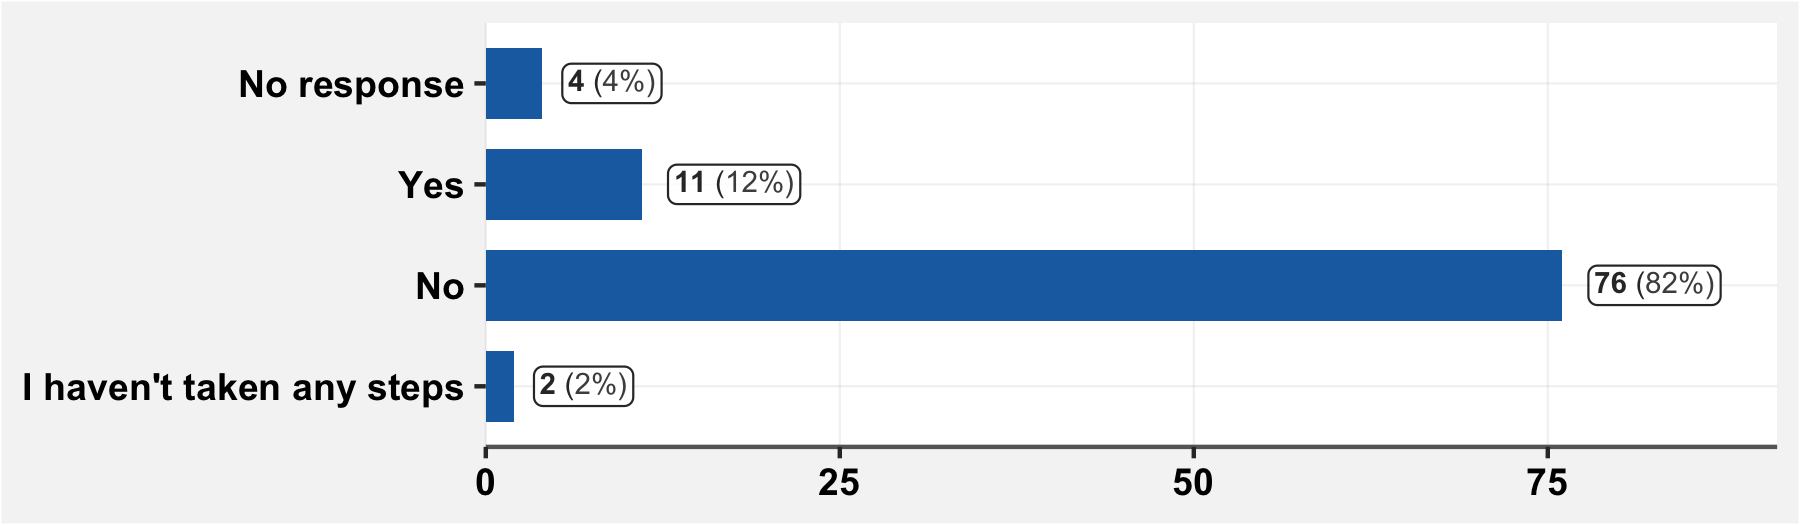 No response 4 (4%)
Yes 11 (12%)
No 76 (82%)
I haven't taken any steps 2 (2%)
0 25 50 75